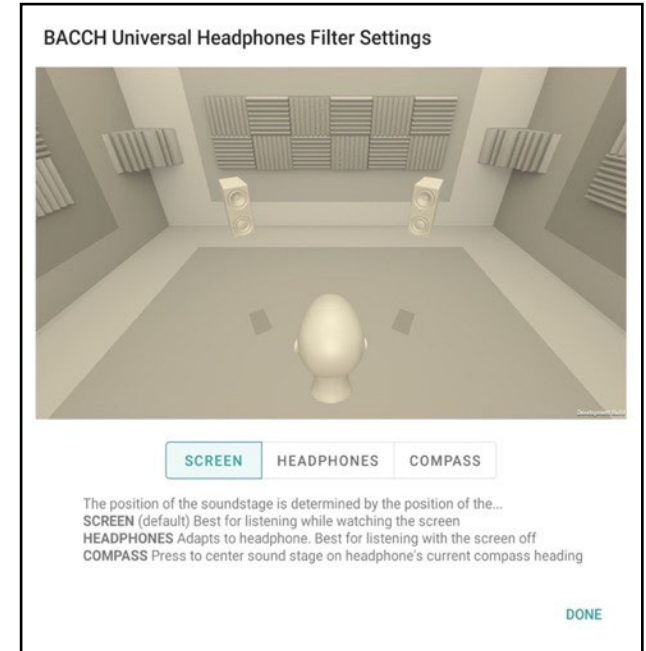 BACCH Universal Headphones Filter Settings
Development Build
SCREEN HEADPHONES COMPASS
The position of the soundstage is determined by the position of the...
SCREEN (default) Best for listening while watching the screen
HEADPHONES Adapts to headphone. Best for listening with the screen off
COMPASS Press to center sound stage on headphone's current compass heading
DONE